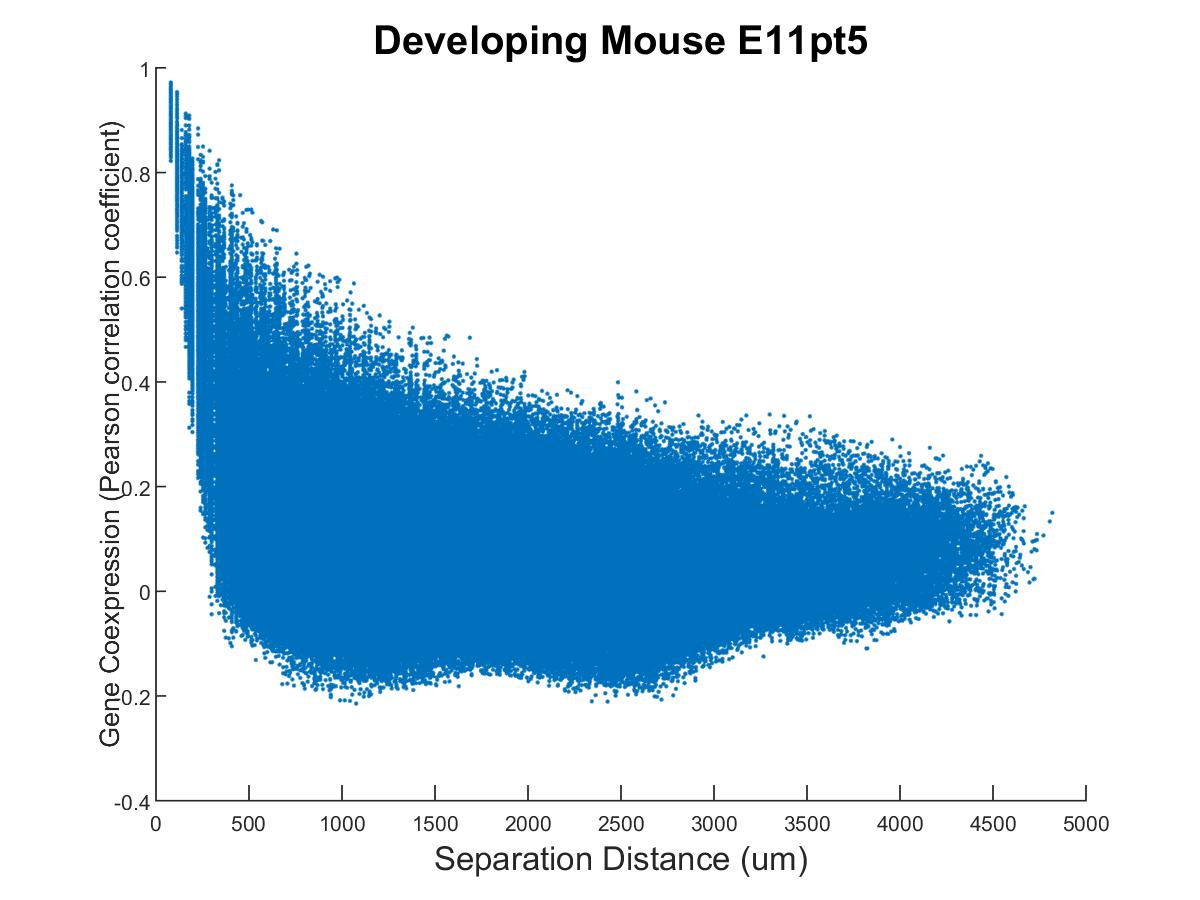 Developing Mouse E11pt5
Gene Coexpression (Pearson correlation coefficient)
1
0.8
0.6
0.4
0.2
0
0.2
-0.4
0 500 1000 1500 2000 2500 3000 3500 4000 4500 5000
Separation Distance (um)